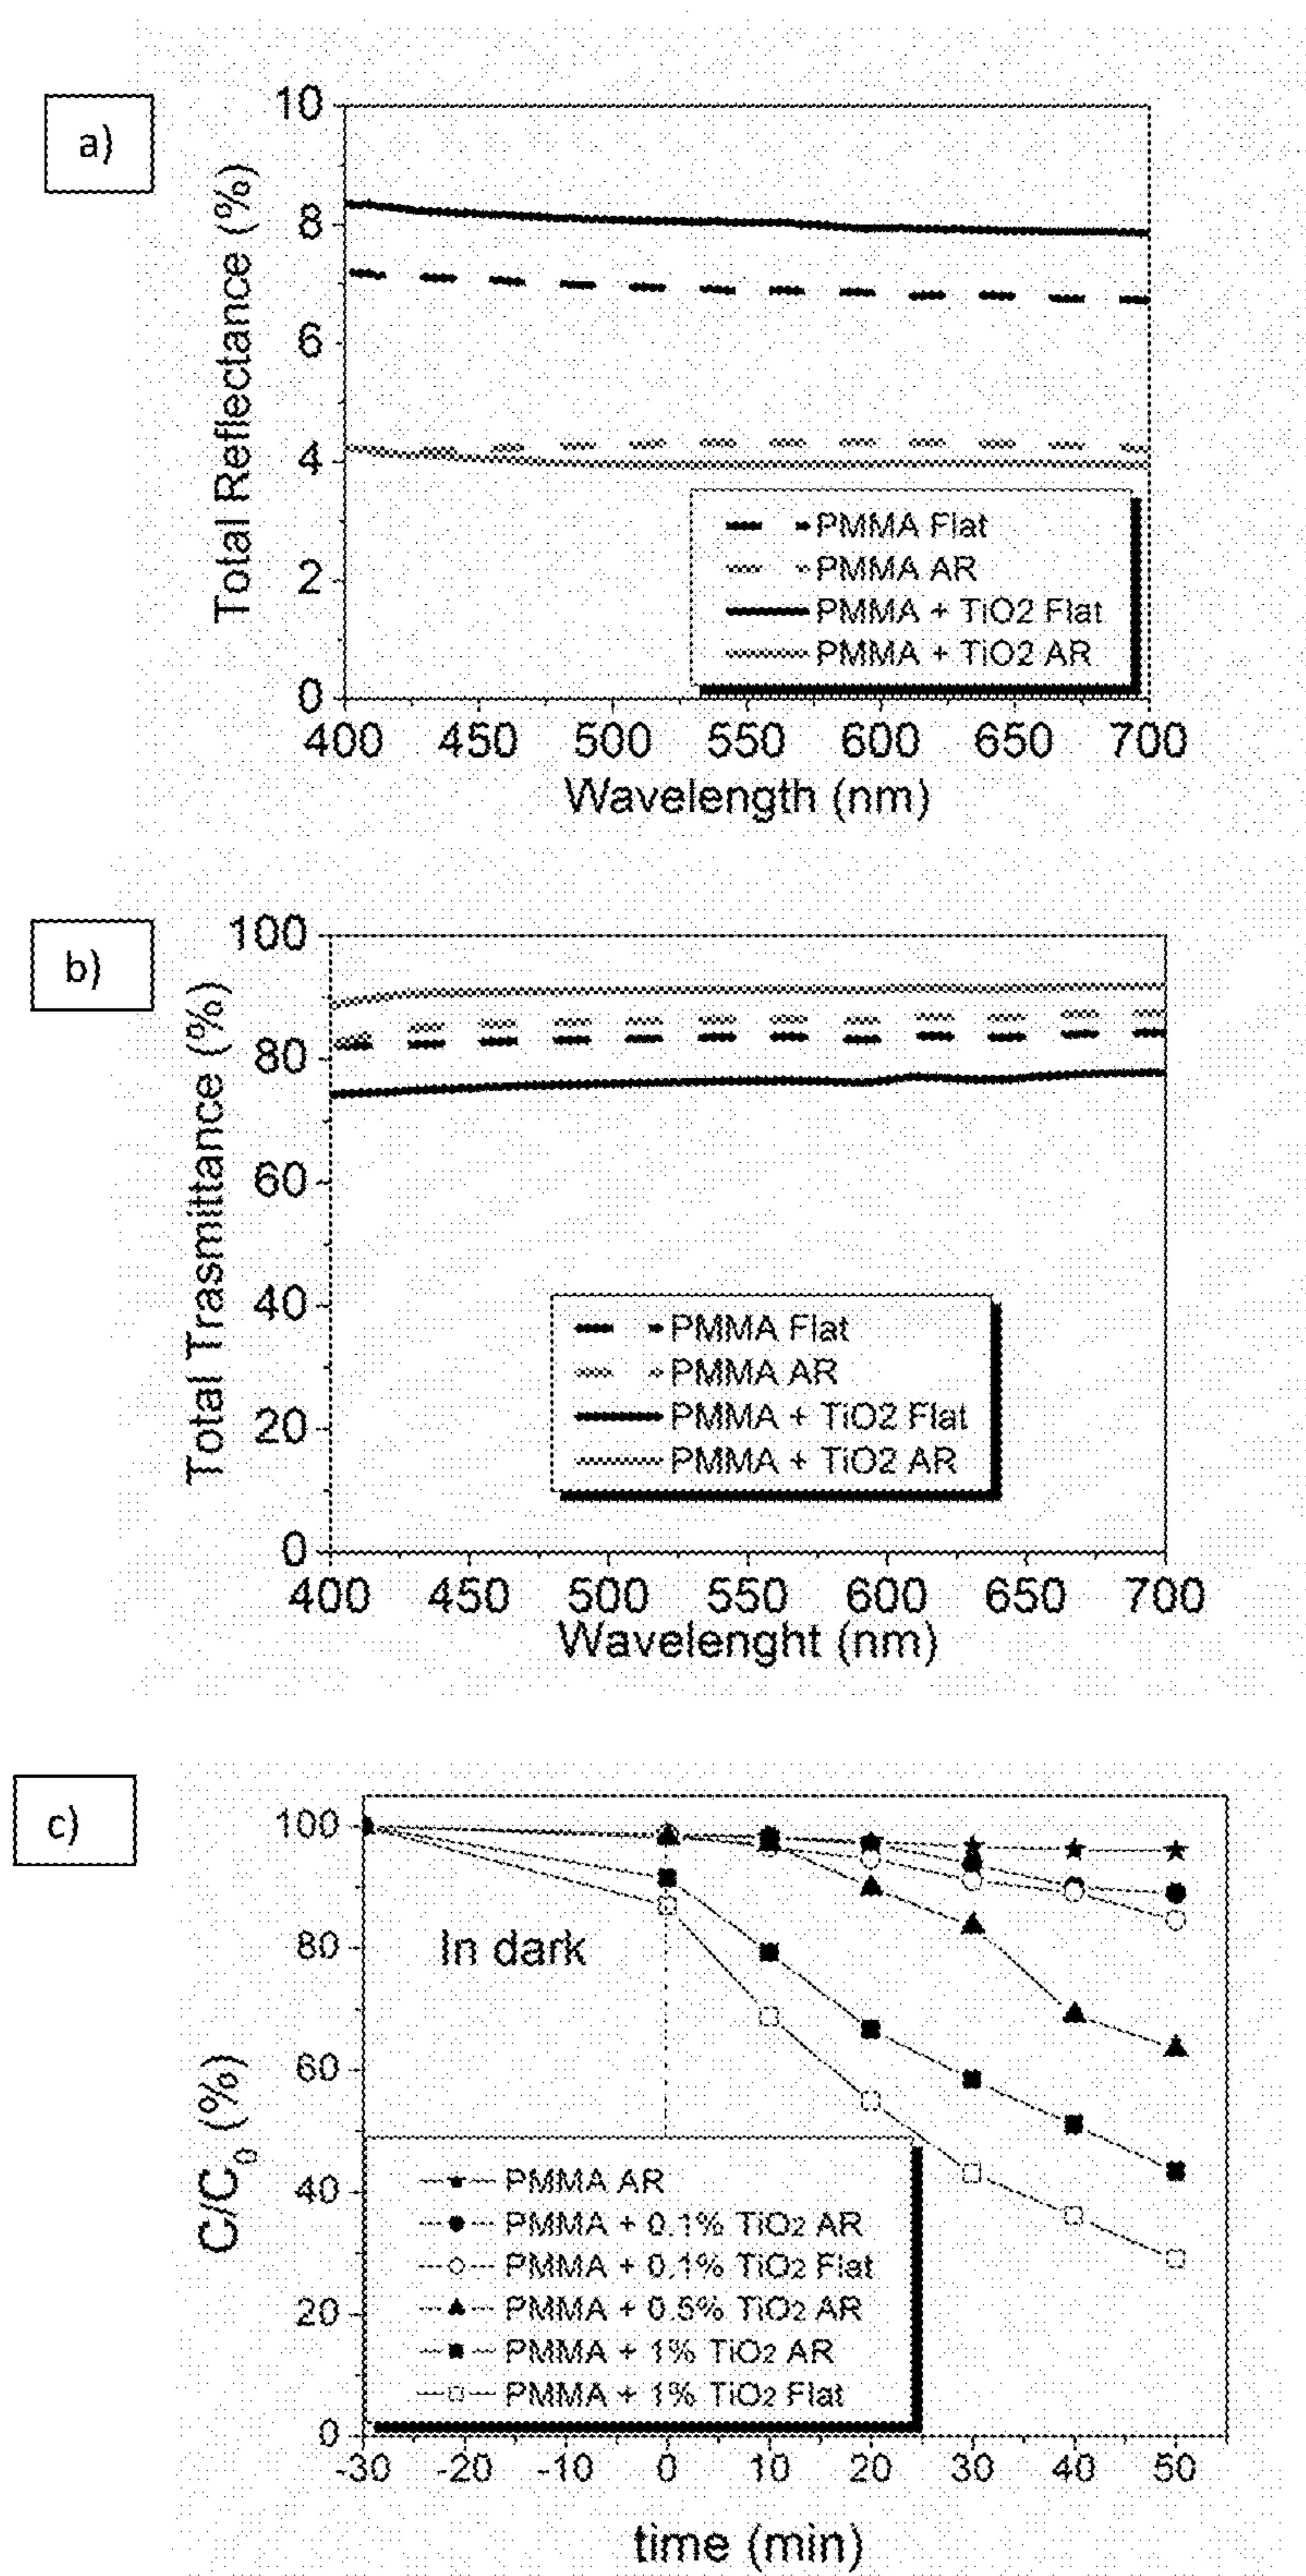 a)
10
8
6
4
2
0
Total Reflectance (%)
PMMA Flat
PMMA AR
PMMA + TiO2 Flat
PMMA + TiO2 AR
400 450 500 550 600 650 700
Wavelength (nm)
b)
100
80
60
40
20
0
Total Trasmittance (%)
PMMA Flat
PMMA AR
PMMA + TiO2 Flat
PMMA + TiO2 AR
400 450 500 550 600 650 700
Wavelenght (nm)
c)
100
80
60
40
20
0
C/C0 (%)
In dark
PMMA AR
PMMA + 0.1% TiO2 AR
PMMA + 0.1% TiO2 Flat
PMMA + 0.5% TiO2 AR
PMMA + 1% TiO2 AR
PMMA + 1% TiO2 Flat
-30 -20 -10 0 10 20 30 40 50
time (min)